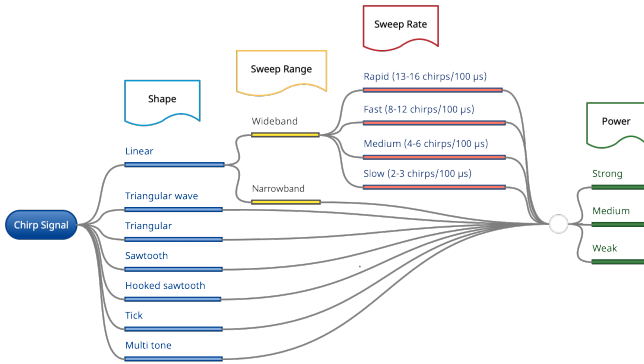 Sweep Rate
Sweep Range
Shape
Power
Chirp Signal
Linear
Triangular wave
Triangular
Sawtooth
Hooked sawtooth
Tick
Multi tone
Wideband
Narrowband
Rapid (13-16 chirps/100 µs)
Fast (8-12 chirps/100 µs)
Medium (4-6 chirps/100 µs)
Slow (2-3 chirps/100 µs)
Strong
Medium
Weak